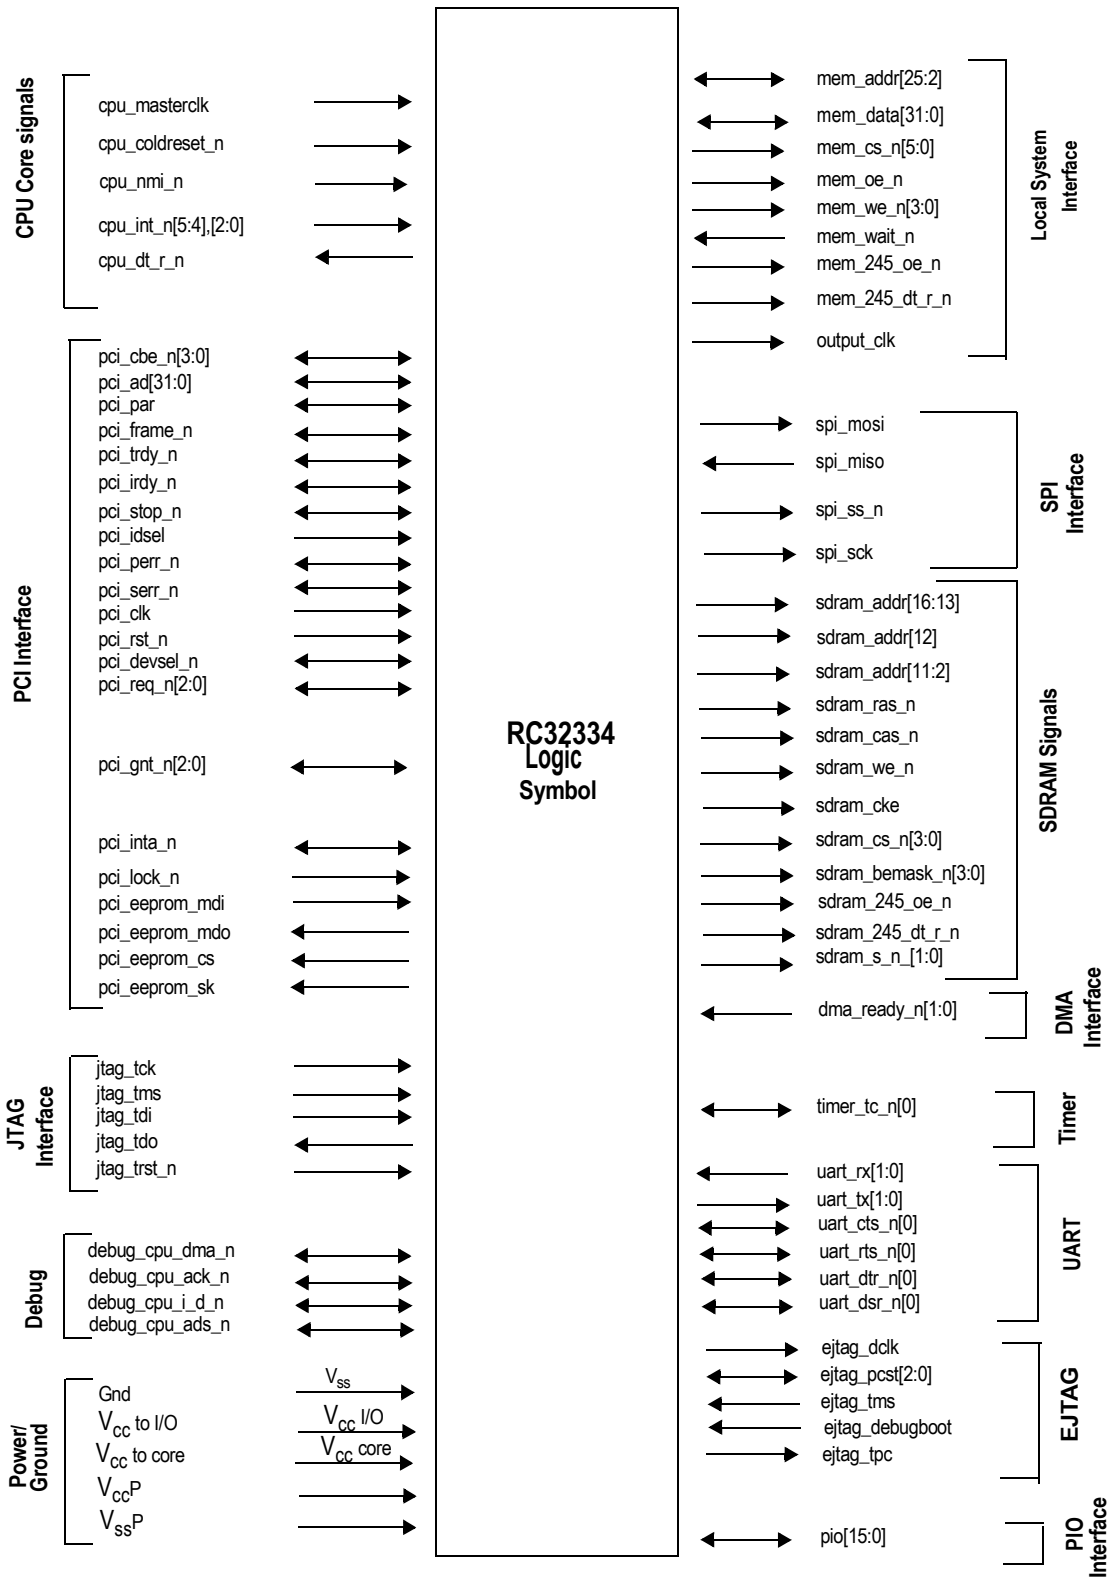 CPU Core signals
cpu_masterclk
cpu_coldreset_n
cpu_nmi_n
cpu_int_n[5:4],[2:0]
cpu_dt_r_n
PCI Interface
pci_cbe_n[3:0]
pci_ad[31:0]
pci_par
pci_frame_n
pci_trdy_n
pci_irdy_n
pci_stop_n
pci_idsel
pci_perr_n
pci_serr_n
pci_clk
pci_rst_n
pci_devsel_n
pci_req_n[2:0]
pci_gnt_n[2:0]
pci_inta_n
pci_lock_n
pci_eeprom_mdi
pci_eeprom_mdo
pci_eeprom_cs
pci_eeprom_sk
JTAG
Interface
jtag_tck
jtag_tms
jtag_tdi
jtag_tdo
jtag_trst_n
Debug
debug_cpu_dma_n
debug_cpu_ack_n
debug_cpu_i_d_n
debug_cpu_ads_n
Power/
Ground
Gnd
Vss
Vcc to I/O
Vcc I/O
Vcc to core
Vcc core
VccP
VssP
RC32334
Logic
Symbol
mem_addr[25:2]
mem_data[31:0]
mem_cs_n[5:0]
mem_oe_n
mem_we_n[3:0]
mem_wait_n
mem_245_oe_n
mem_245_dt_r_n
output_clk
Local System
Interface
spi_mosi
spi_miso
spi_ss_n
spi_sck
SPI
Interface
sdram_addr[16:13]
sdram_addr[12]
sdram_addr[11:2]
sdram_ras_n
sdram_cas_n
sdram_we_n
sdram_cke
sdram_cs_n[3:0]
sdram_bemask_n[3:0]
sdram_245_oe_n
sdram_245_dt_r_n
sdram_s_n_[1:0]
SDRAM Signals
dma_ready_n[1:0]
DMA
Interface
timer_tc_n[0]
Timer
uart_rx[1:0]
uart_tx[1:0]
uart_cts_n[0]
uart_rts_n[0]
uart_dtr_n[0]
uart_dsr_n[0]
UART
ejtag_dclk
ejtag_pcst[2:0]
ejtag_tms
ejtag_debugboot
ejtag_tpc
EJTAG
pio[15:0]
PIO
Interface